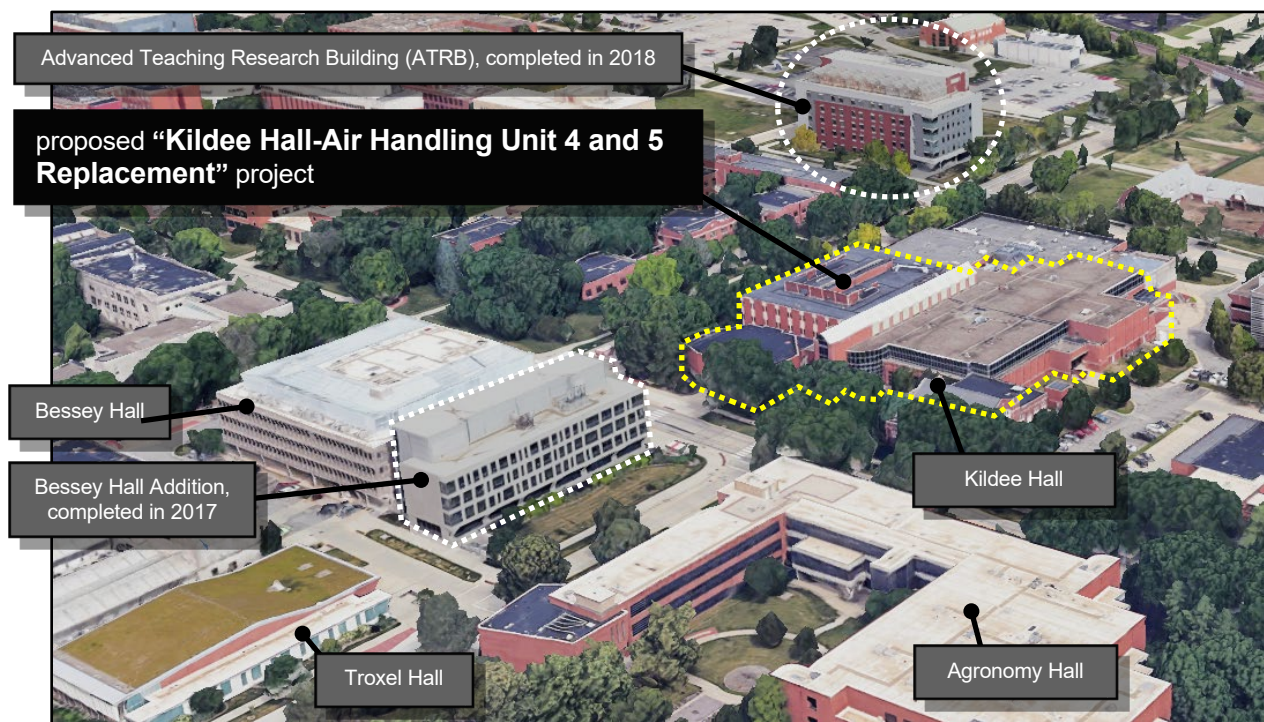 Advanced Teaching Research Building (ATRB), completed in 2018
proposed “Kildee Hall-Air Handling Unit 4 and 5
Replacement” project
Bessey Hall
Bessey Hall Addition,
completed in 2017
Kildee Hall
Troxel Hall
Agronomy Hall